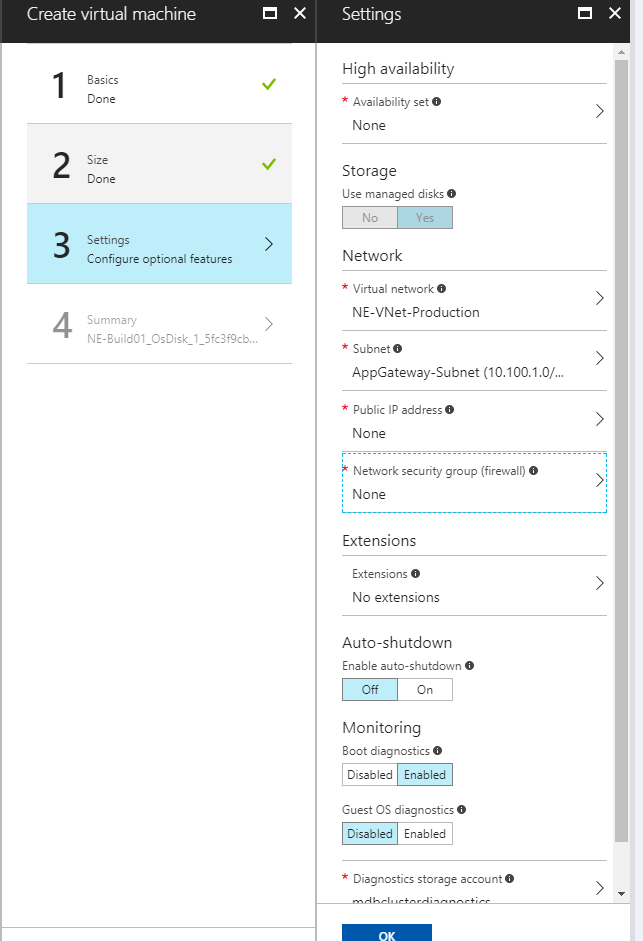 Create virtual machine
1
Basics
Done
2
Size
Done
3
Settings
Configure optional features
4
Summary
NE-Build01_OsDisk_1_5fc3f9cb...
Settings
High availability
* Availability set
None
Storage
Use managed disks
No Yes
Network
* Virtual network
NE-VNet-Production
* Subnet
AppGateway-Subnet (10.100.1.0/...
* Public IP address
None
* Network security group (firewall)
None
Extensions
Extensions
No extensions
Auto-shutdown
Enable auto-shutdown
Off On
Monitoring
Boot diagnostics
Disabled Enabled
Guest OS diagnostics
Disabled Enabled
* Diagnostics storage account
mdbclusterdiagnostics
OK